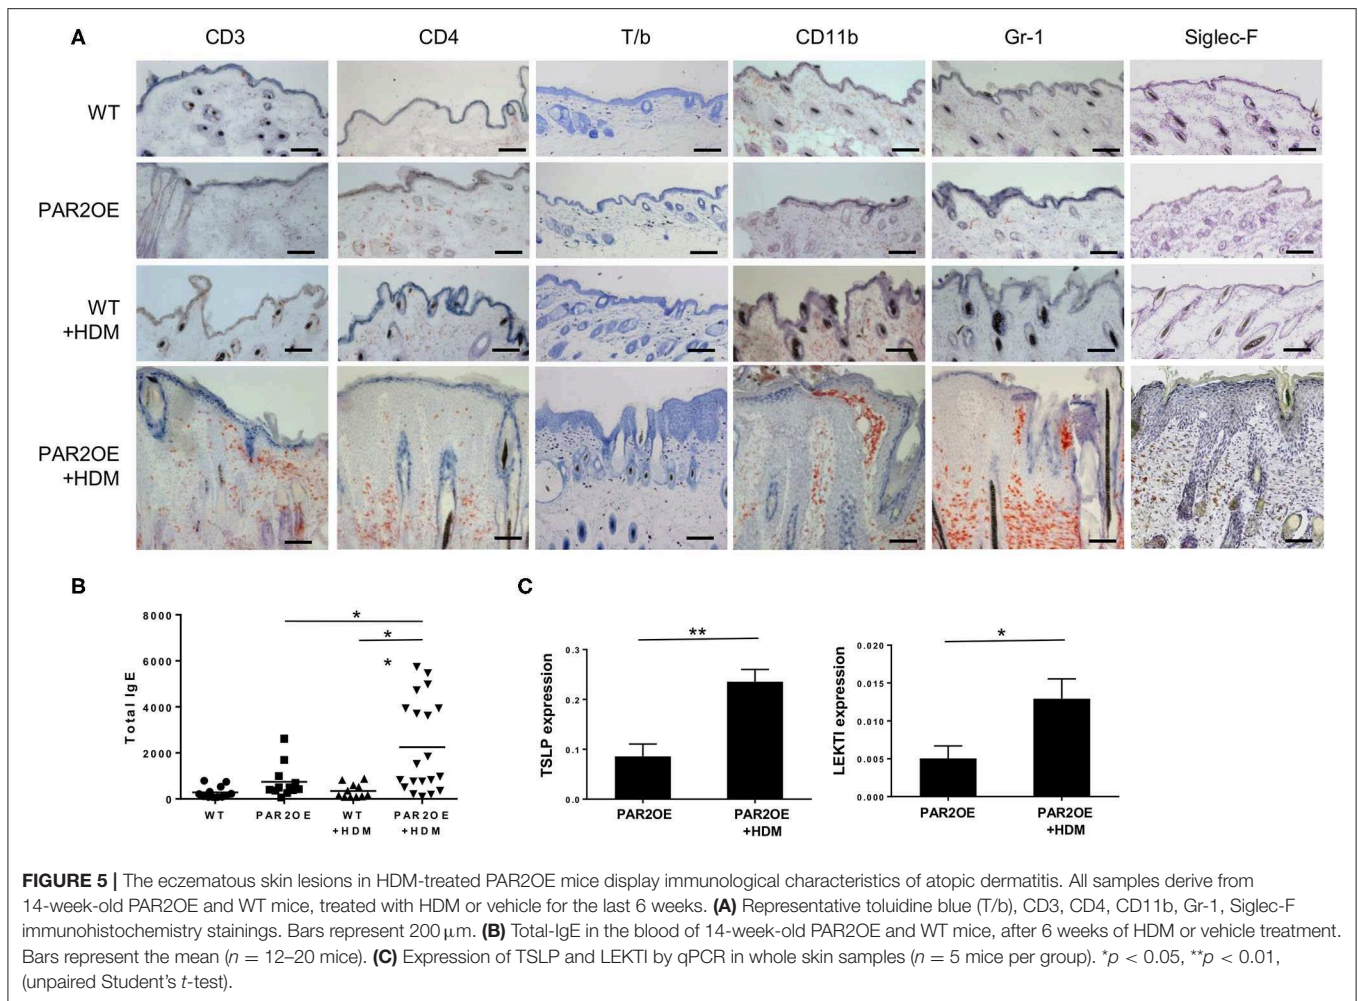 A
CD3 CD4 T/b CD11b Gr-1 Siglec-F
WT
PAR2OE
WT
+HDM
PAR2OE
+HDM
B
Total IgE
8000
6000
4000
2000
0
*
*
*
WT PAR2OE WT PAR2OE
+HDM +HDM
C
TSLP expression
0.3
0.2
0.1
0.0
**
PAR2OE PAR2OE
+HDM
LEKTI expression
0.020
0.015
0.010
0.005
0.000
*
PAR2OE PAR2OE
+HDM
FIGURE 5 | The eczematous skin lesions in HDM-treated PAR2OE mice display immunological characteristics of atopic dermatitis. All samples derive from
14-week-old PAR2OE and WT mice, treated with HDM or vehicle for the last 6 weeks. (A) Representative toluidine blue (T/b), CD3, CD4, CD11b, Gr-1, Siglec-F
immunohistochemistry stainings. Bars represent 200 μm. (B) Total-IgE in the blood of 14-week-old PAR2OE and WT mice, after 6 weeks of HDM or vehicle treatment.
Bars represent the mean (n = 12–20 mice). (C) Expression of TSLP and LEKTI by qPCR in whole skin samples (n = 5 mice per group). *p < 0.05, **p < 0.01,
(unpaired Student's t-test).